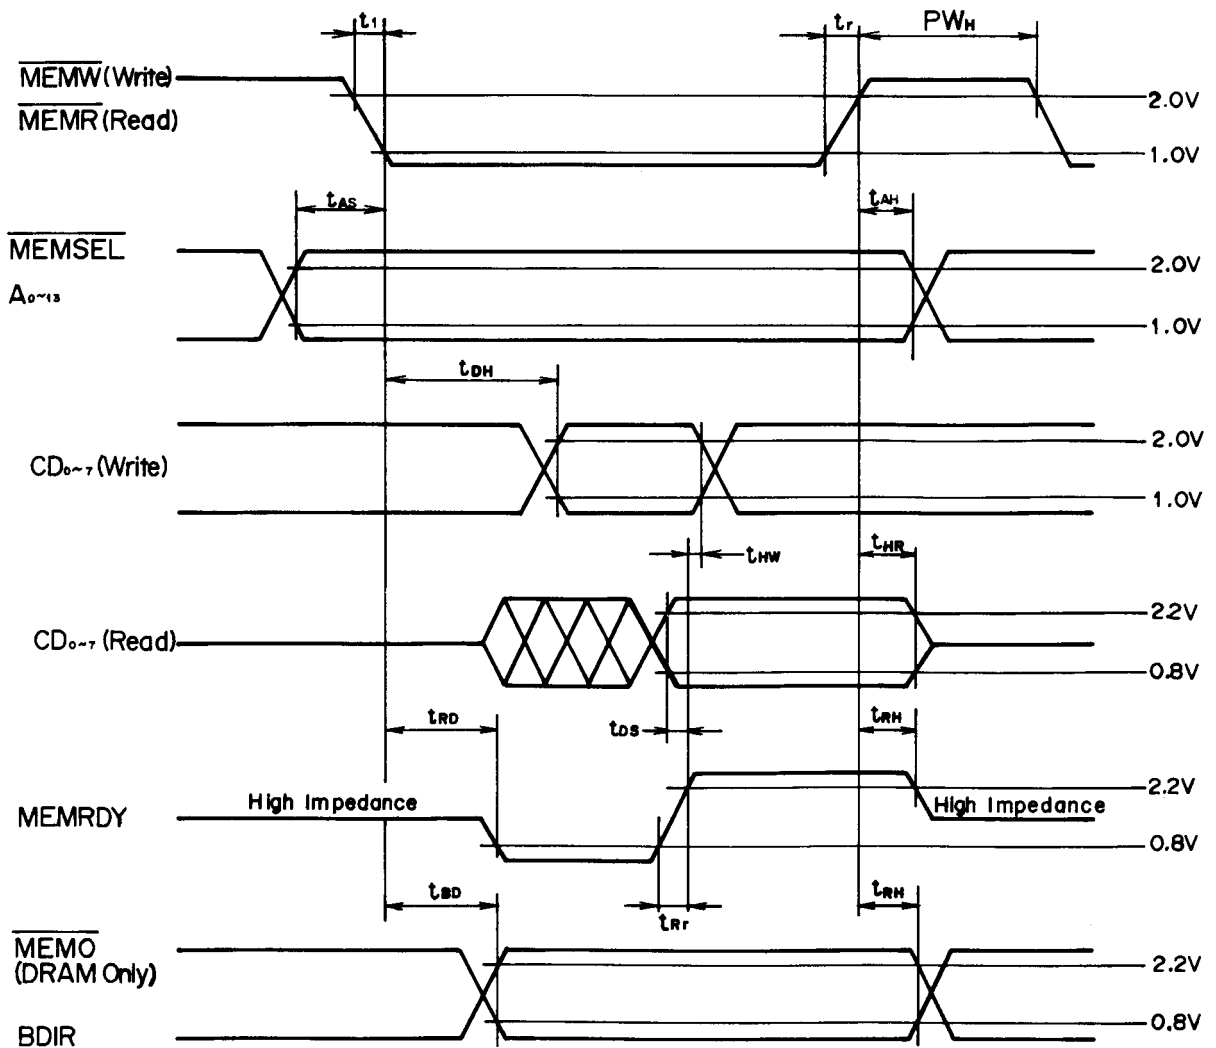 t₁ tr PWH
MEMW (Write)
MEMR (Read)
2.0V
1.0V
tAS tAH
MEMSEL
A0~13
2.0V
1.0V
tDH
CD0~7 (Write)
2.0V
1.0V
tHW tHR
CD0~7 (Read)
2.2V
0.8V
tRD tDS tRH
MEMRDY
High Impedance
High Impedance
2.2V
0.8V
tBD tRr tRH
MEMO
(DRAM Only)
BDIR
2.2V
0.8V